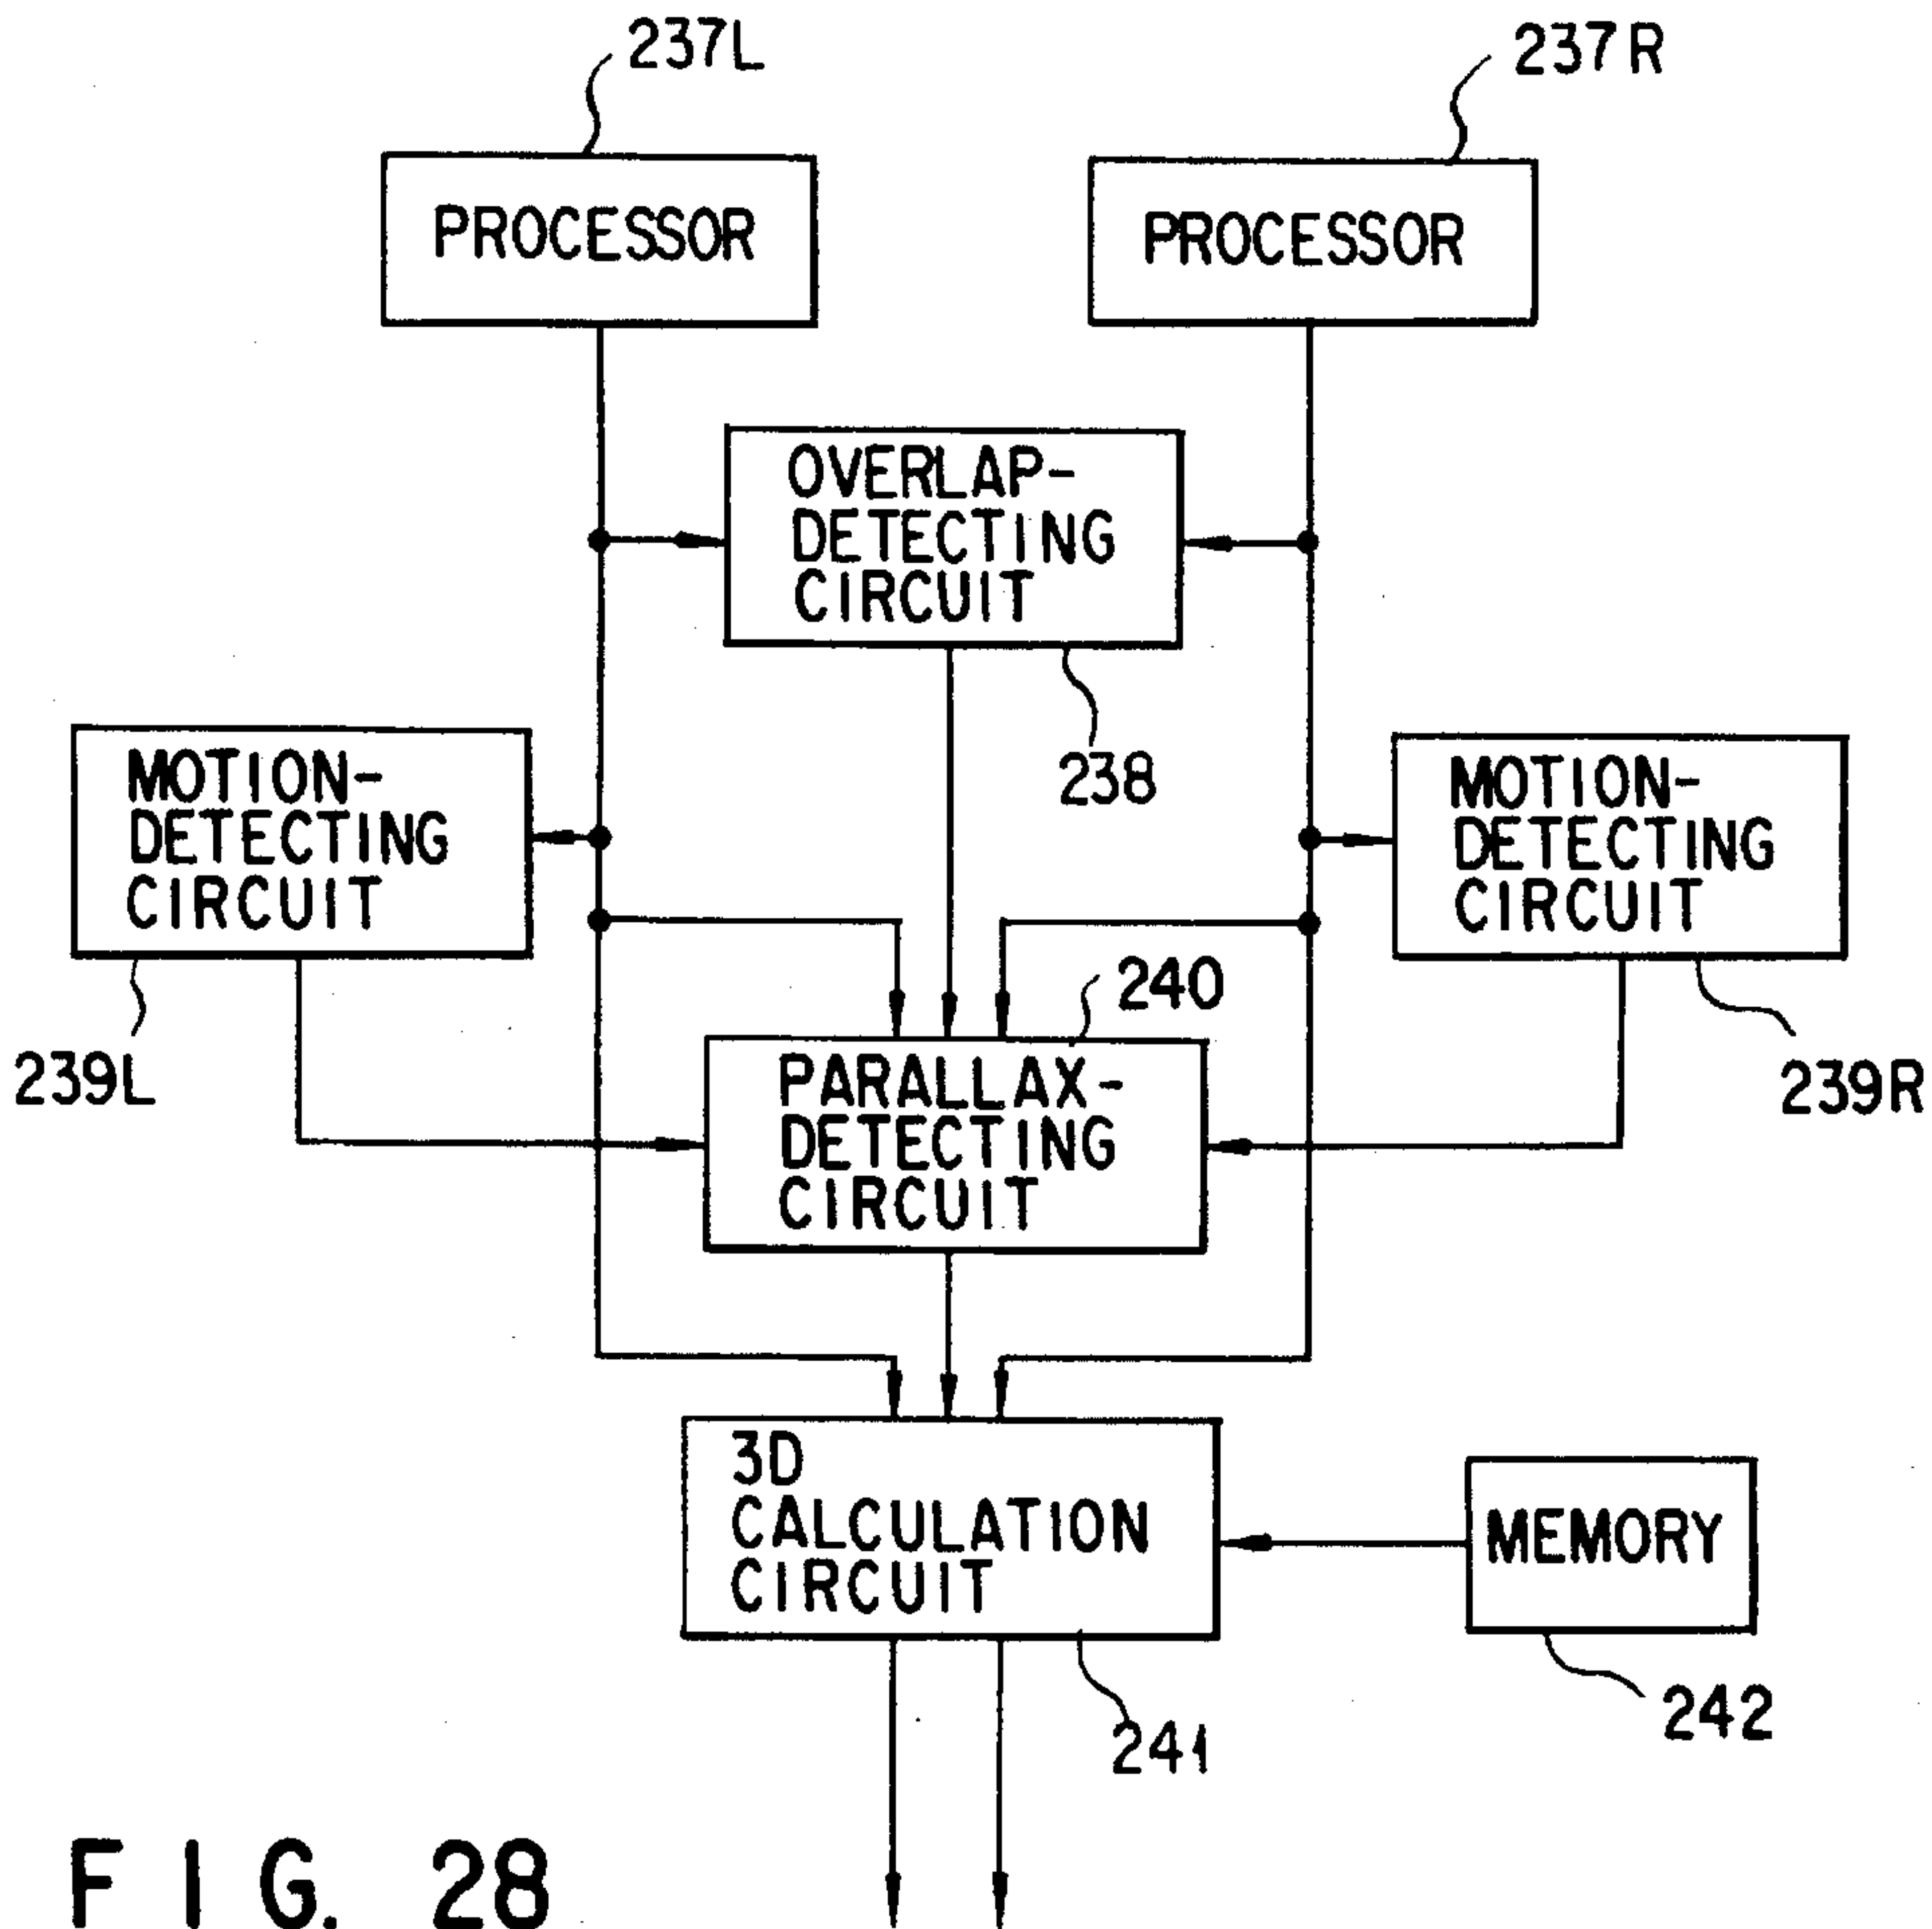 237L
237R
PROCESSOR
PROCESSOR
OVERLAP-
DETECTING
CIRCUIT
238
MOTION-
DETECTING
CIRCUIT
MOTION-
DETECTING
CIRCUIT
239L
240
239R
PARALLAX-
DETECTING
CIRCUIT
3D
CALCULATION
CIRCUIT
MEMORY
241
242
FIG. 28